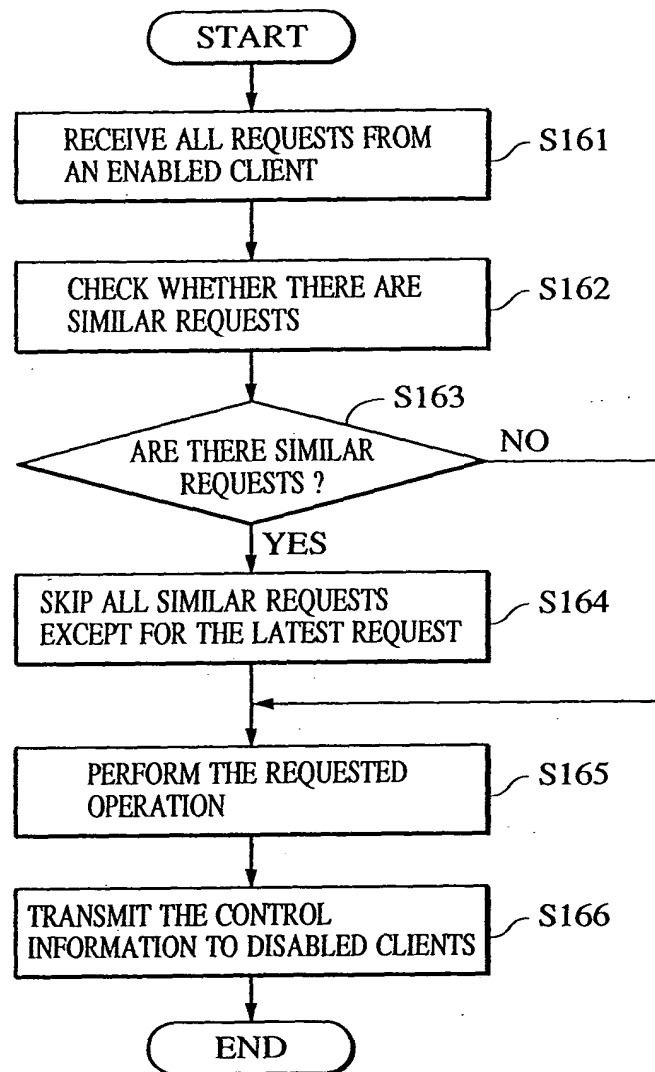 START
RECEIVE ALL REQUESTS FROM
AN ENABLED CLIENT
S161
CHECK WHETHER THERE ARE
SIMILAR REQUESTS
S162
S163
ARE THERE SIMILAR
REQUESTS ?
NO
YES
SKIP ALL SIMILAR REQUESTS
EXCEPT FOR THE LATEST REQUEST
S164
PERFORM THE REQUESTED
OPERATION
S165
TRANSMIT THE CONTROL
INFORMATION TO DISABLED CLIENTS
S166
END